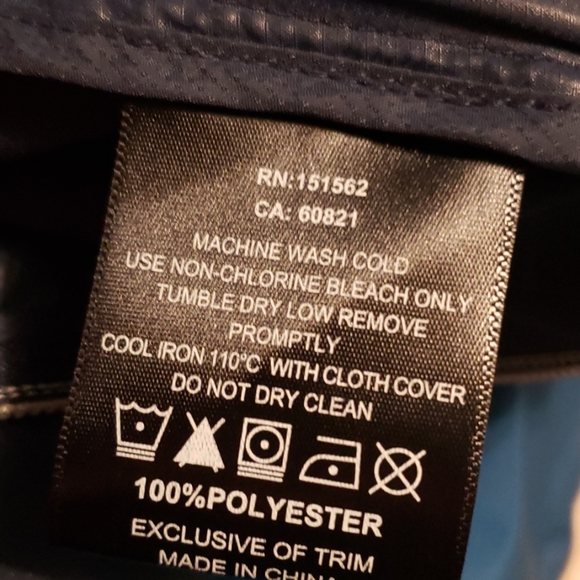 RN:151562
CA: 60821
MACHINE WASH COLD
USE NON-CHLORINE BLEACH ONLY
TUMBLE DRY LOW REMOVE
PROMPTLY
COOL IRON 110°C WITH CLOTH COVER
DO NOT DRY CLEAN
100%POLYESTER
EXCLUSIVE OF TRIM
MADE IN CHINA